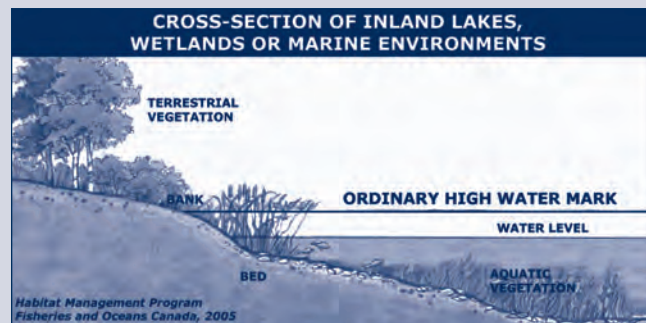 CROSS-SECTION OF INLAND LAKES,
WETLANDS OR MARINE ENVIRONMENTS
TERRESTRIAL
VEGETATION
BANK
ORDINARY HIGH WATER MARK
WATER LEVEL
BED
AQUATIC
VEGETATION
Habitat Management Program
Fisheries and Oceans Canada, 2005